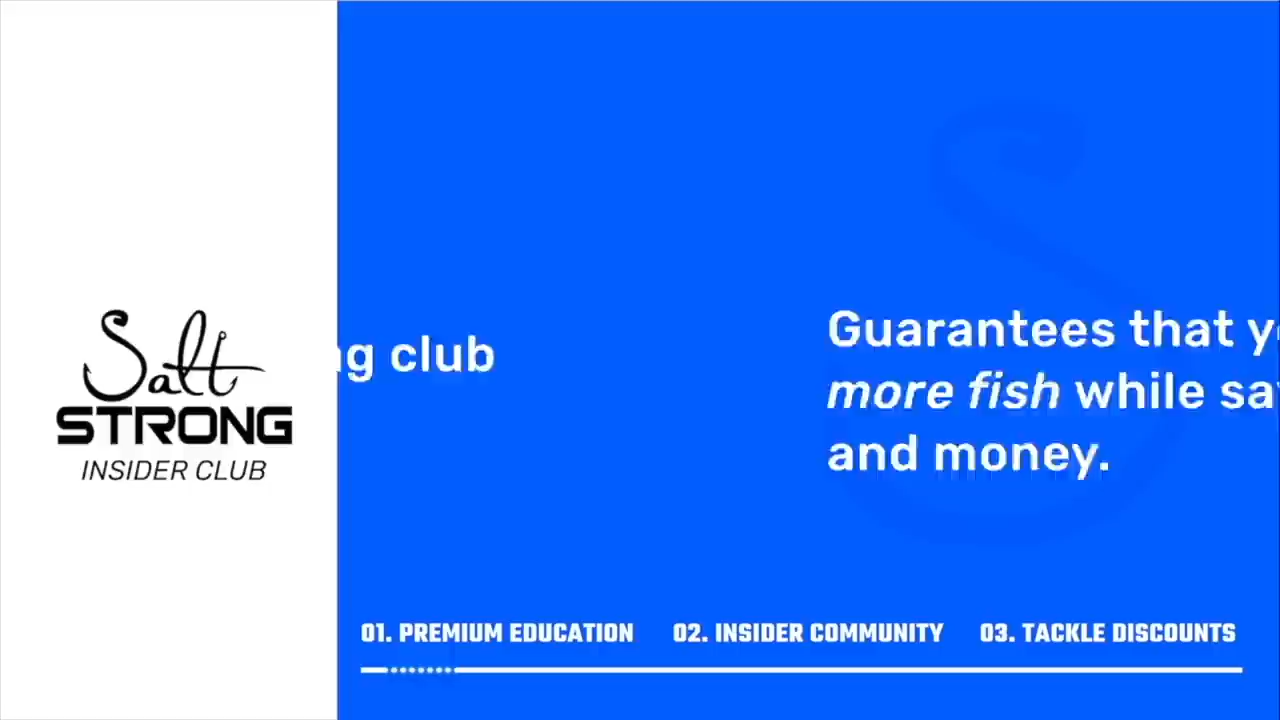 Salt
STRONG
INSIDER CLUB
ng club
Guarantees that y
more fish while sa
and money.
01. PREMIUM EDUCATION 02. INSIDER COMMUNITY 03. TACKLE DISCOUNTS